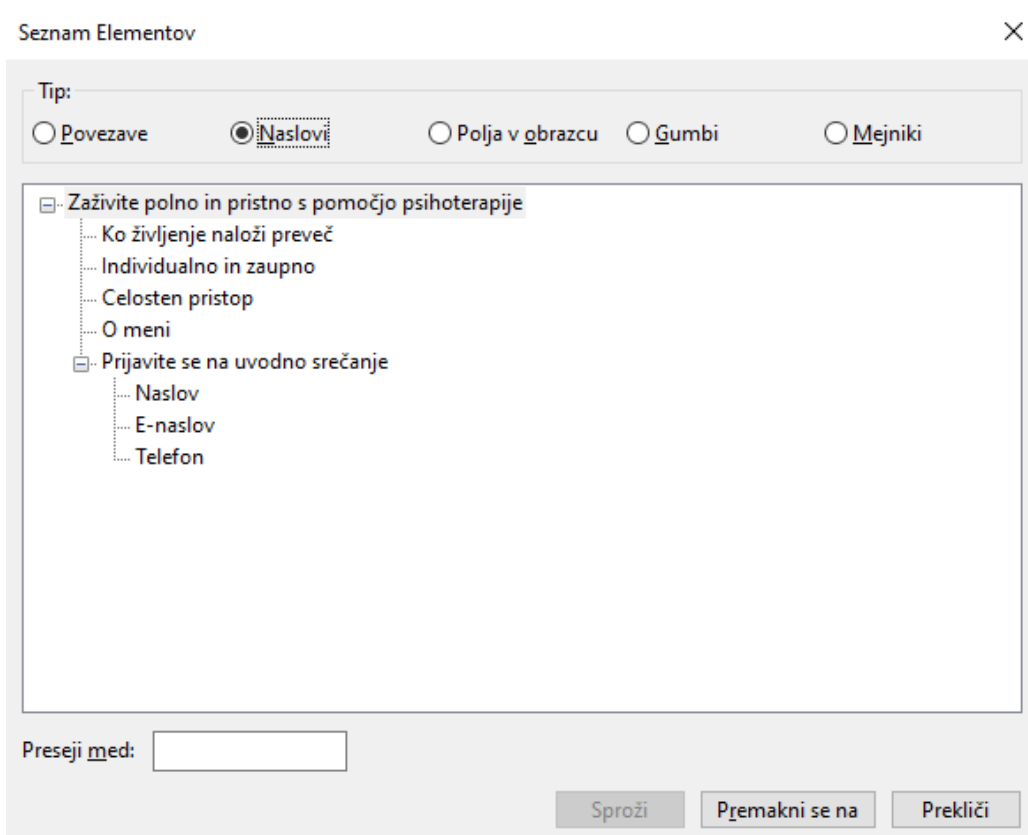 Seznam Elementov
Tip:
Povezave Naslovi Polja v obrazcu Gumbi Mejniki
Zaživite polno in pristno s pomočjo psihoterapije
Ko življenje naloži preveč
Individualno in zaupno
Celosten pristop
O meni
Prijavite se na uvodno srečanje
Naslov
E-naslov
Telefon
Preseji med:
Sproži Premakni se na Prekliči